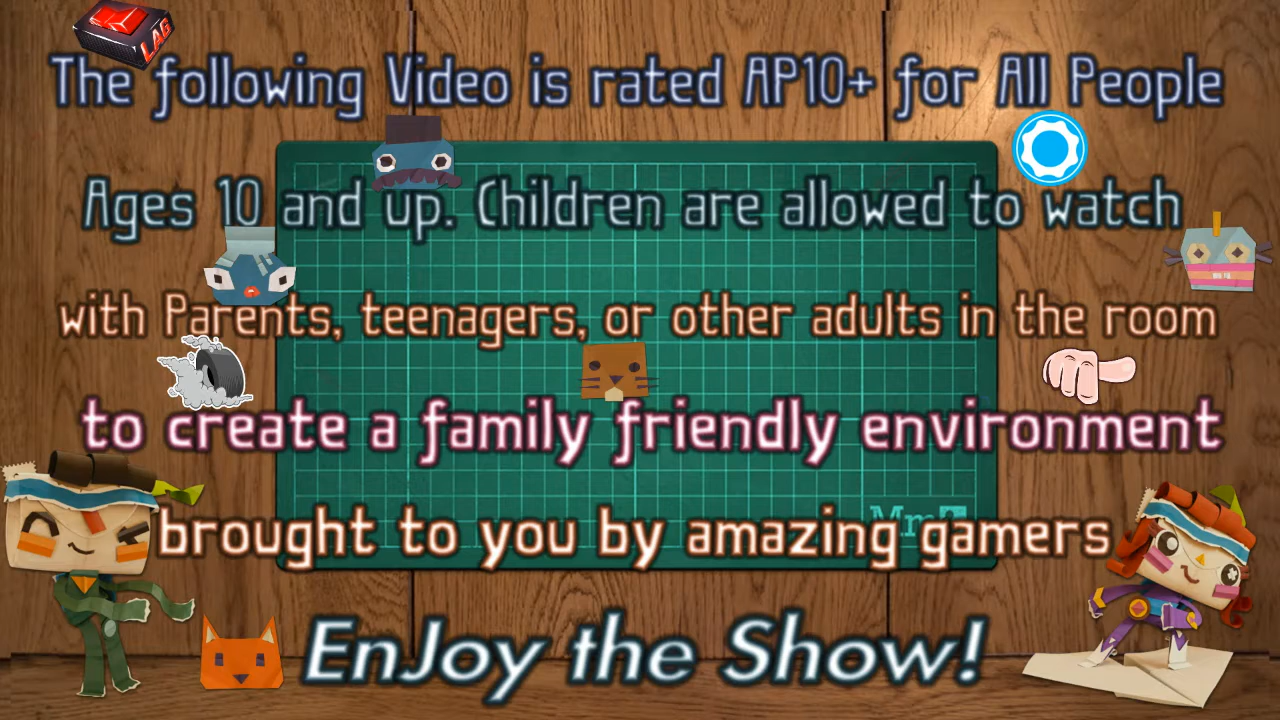 LAG
The following Video is rated AP10+ for All People
Ages 10 and up. Children are allowed to watch
with Parents, teenagers, or other adults in the room
to create a family friendly environment
brought to you by amazing gamers
EnJoy the Show!